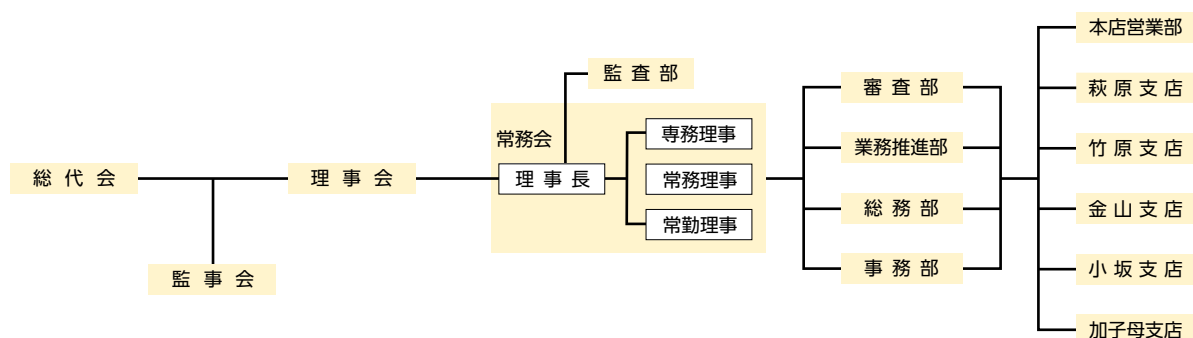 総代会
監事会
理事会
監査部
常務会
理事長
専務理事
常務理事
常勤理事
審査部
業務推進部
総務部
事務部
本店営業部
萩原支店
竹原支店
金山支店
小坂支店
加子母支店